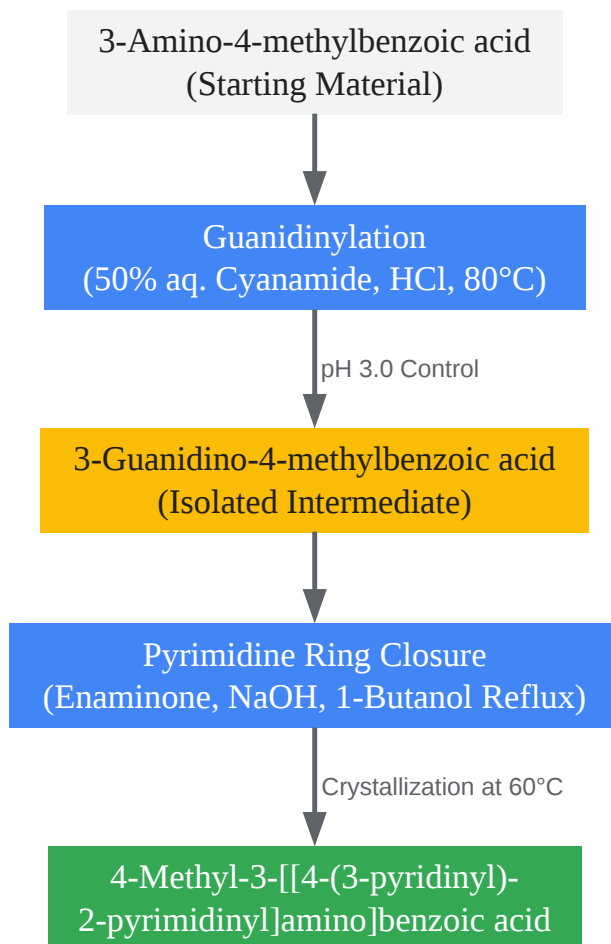 3-Amino-4-methylbenzoic acid
(Starting Material)
Guanidinylation
(50% aq. Cyanamide, HCl, 80°C)
pH 3.0 Control
3-Guanidino-4-methylbenzoic acid
(Isolated Intermediate)
Pyrimidine Ring Closure
(Enaminone, NaOH, 1-Butanol Reflux)
Crystallization at 60°C
4-Methyl-3-[[4-(3-pyridinyl)-
2-pyrimidinyl]amino]benzoic acid